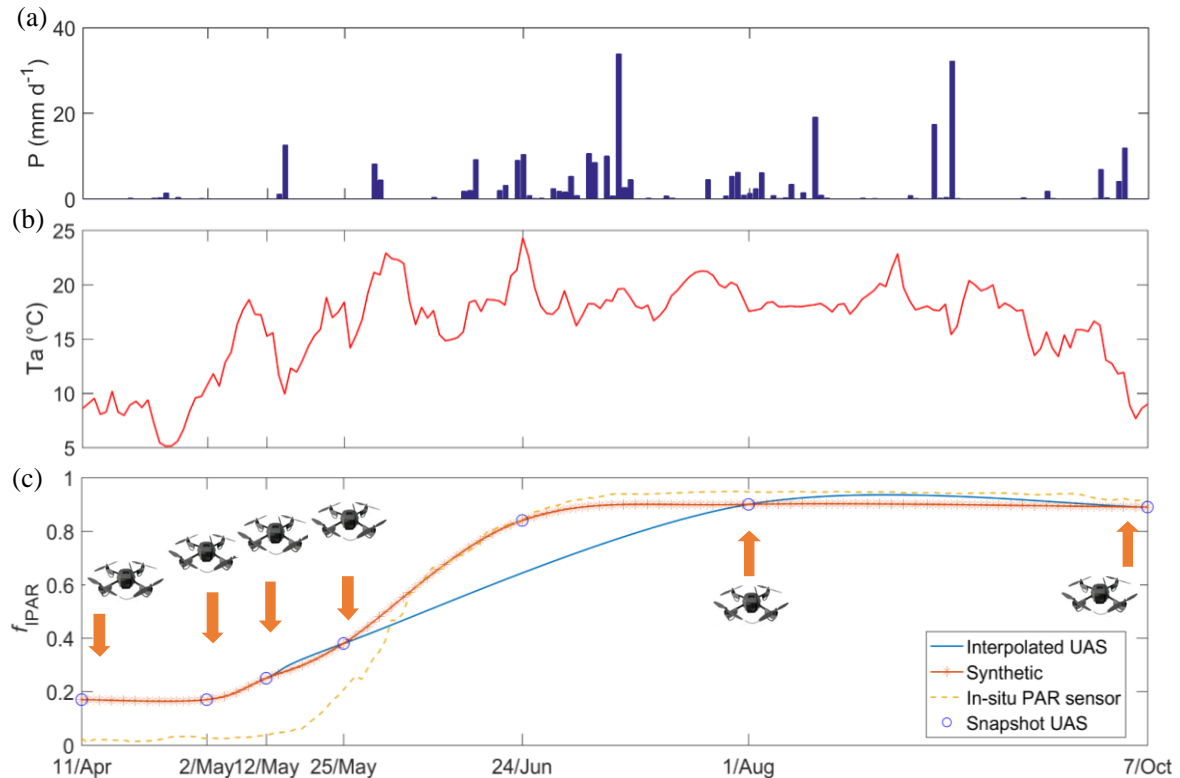 (a)
40
20
0
P (mm d-1)
(b)
25
20
15
10
5
Ta (°C)
(c)
1
0.8
0.6
0.4
0.2
0
fIPAR
Interpolated UAS
Synthetic
In-situ PAR sensor
Snapshot UAS
11/Apr 2/May 12/May 25/May 24/Jun 1/Aug 7/Oct